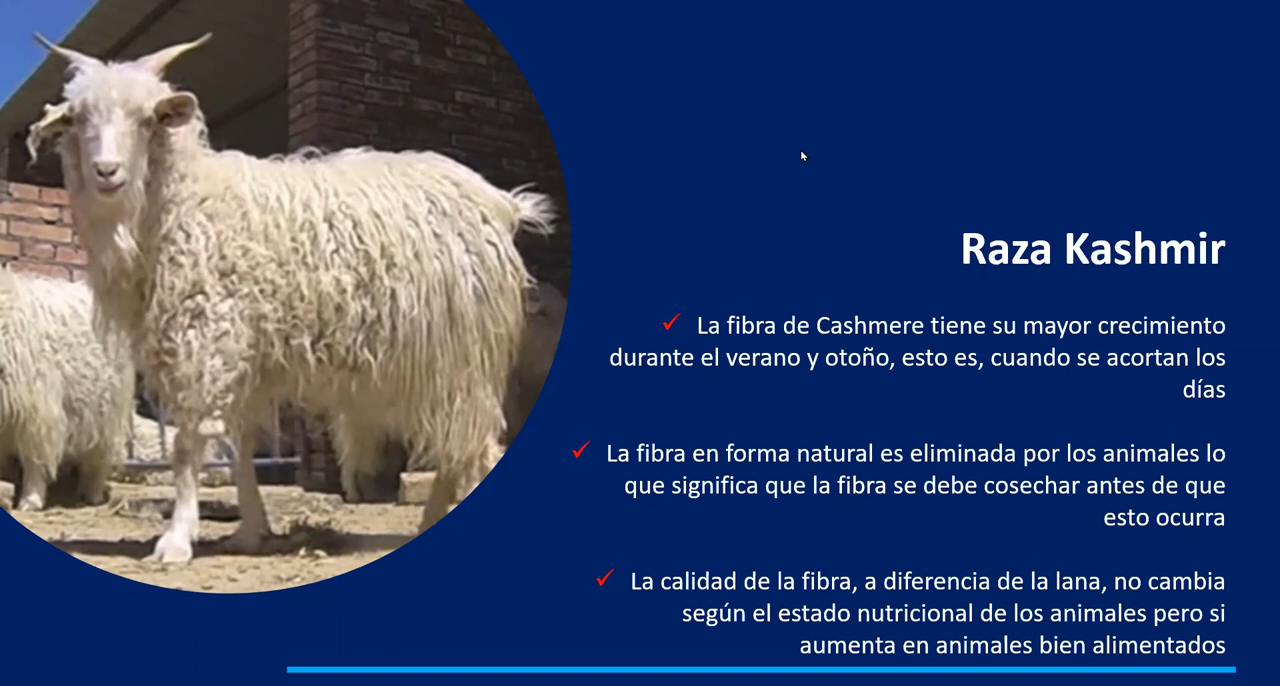 Raza Kashmir
✓ La fibra de Cashmere tiene su mayor crecimiento
durante el verano y otoño, esto es, cuando se acortan los
días
✓ La fibra en forma natural es eliminada por los animales lo
que significa que la fibra se debe cosechar antes de que
esto ocurra
✓ La calidad de la fibra, a diferencia de la lana, no cambia
según el estado nutricional de los animales pero si
aumenta en animales bien alimentados